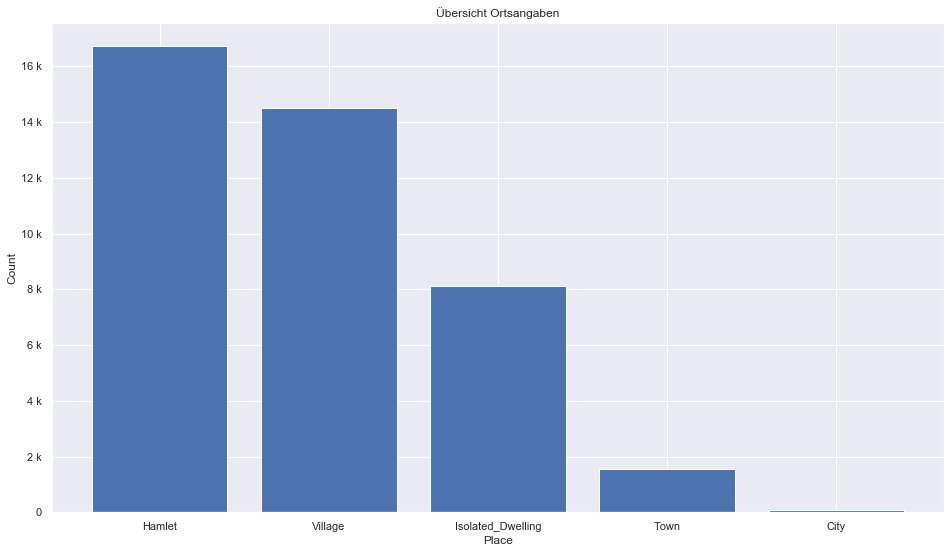 Übersicht Ortsangaben
16 k
14 k
12 k
10 k
8 k
6 k
4 k
2 k
0
Count
Hamlet Village Isolated_Dwelling Town City
Place